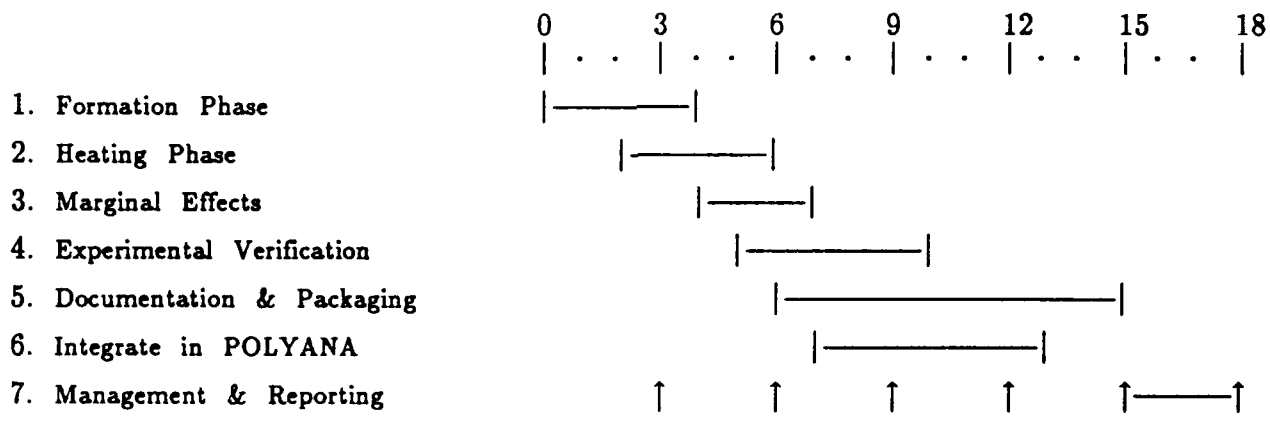 0 3 6 9 12 15 18
1. Formation Phase
2. Heating Phase
3. Marginal Effects
4. Experimental Verification
5. Documentation & Packaging
6. Integrate in POLYANA
7. Management & Reporting